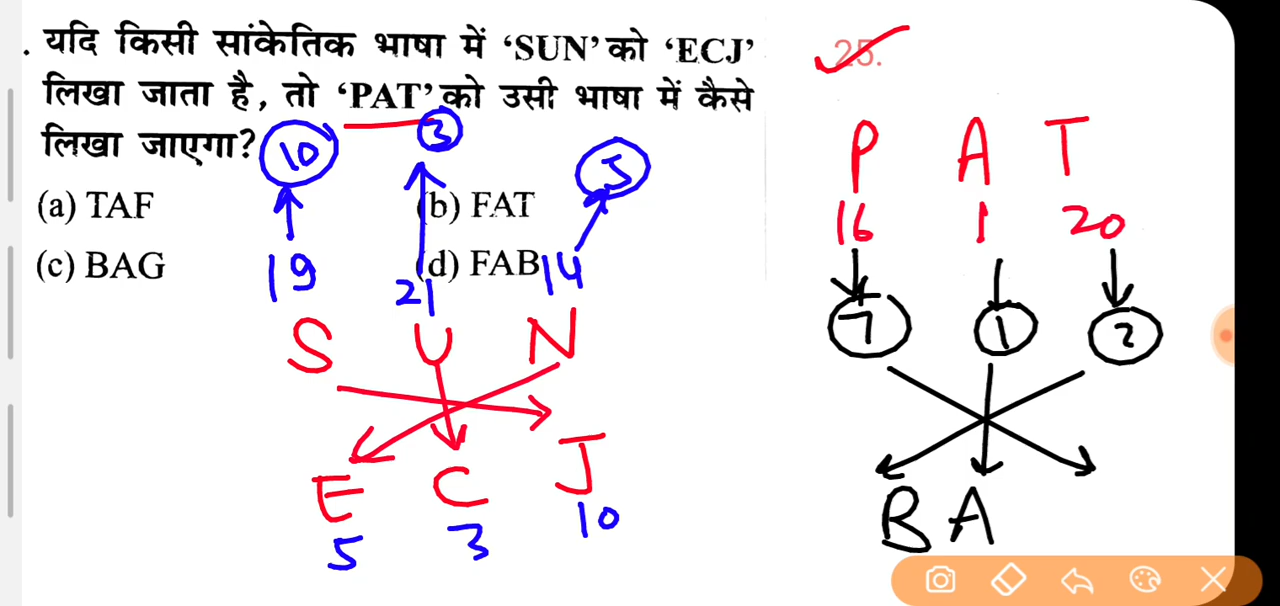 . यदि किसी सांकेतिक भाषा में ‘SUN’ को ‘ECJ’
लिखा जाता है, तो ‘PAT’ को उसी भाषा में कैसे
लिखा जाएगा?
(a) TAF
(b) FAT
(c) BAG
(d) FAB
10 3 5
19 21 14
S U N
E C J
5 3 10
25.
P A T
16 1 20
7 1 2
B A